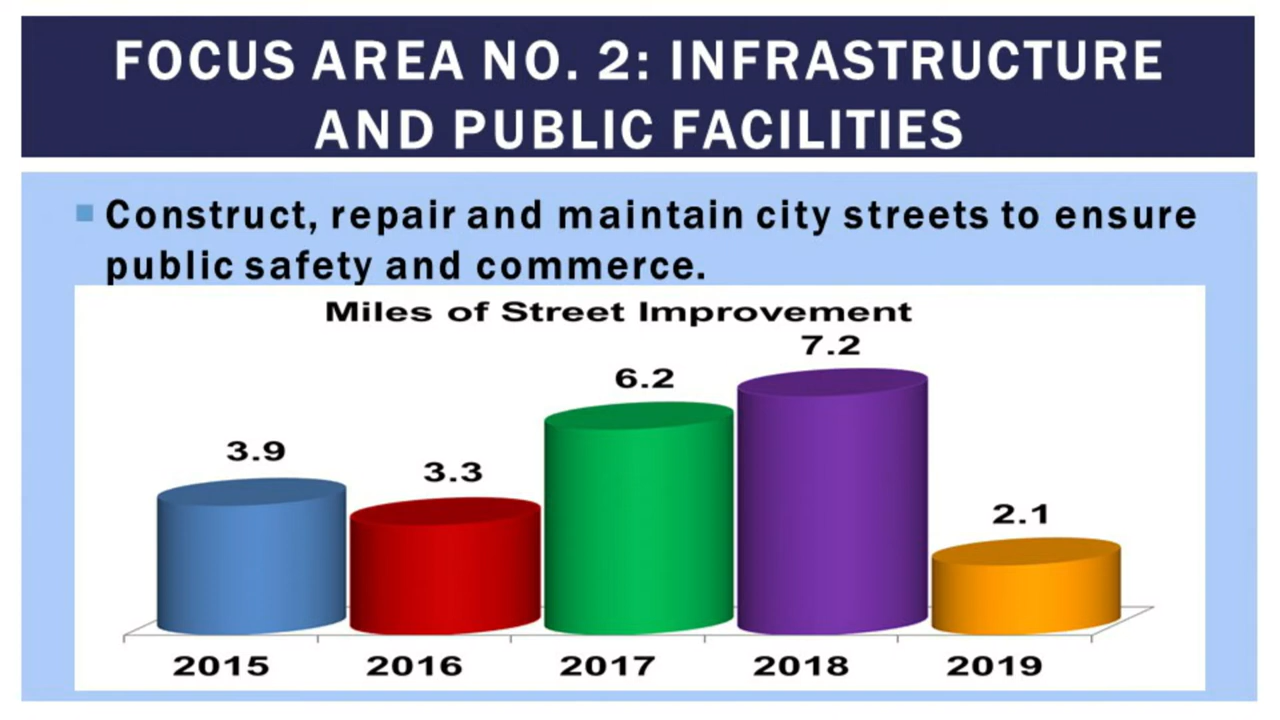 FOCUS AREA NO. 2: INFRASTRUCTURE
AND PUBLIC FACILITIES
Construct, repair and maintain city streets to ensure
public safety and commerce.
Miles of Street Improvement
3.9
3.3
6.2
7.2
2.1
2015 2016 2017 2018 2019